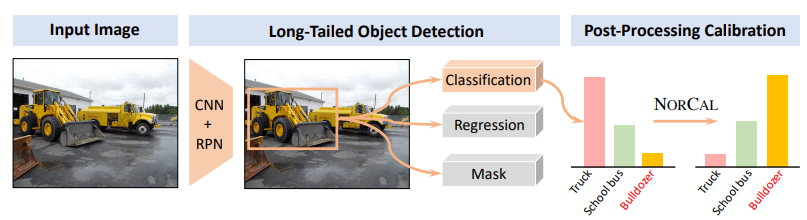 Input Image
Long-Tailed Object Detection
Post-Processing Calibration
CNN
+
RPN
Classification
Regression
Mask
NORCAL
Truck
School bus
Bulldozer
Truck
School bus
Bulldozer